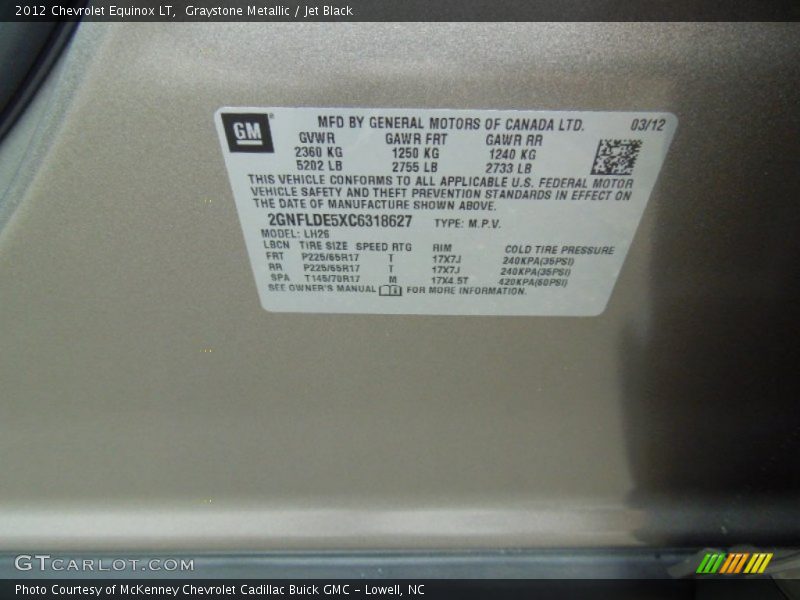 2012 Chevrolet Equinox LT,  Graystone Metallic / Jet Black
GM
MFD BY GENERAL MOTORS OF CANADA LTD. 03/12
GVWR GAWR FRT GAWR RR
2360 KG 1250 KG 1240 KG
5202 LB 2755 LB 2733 LB
THIS VEHICLE CONFORMS TO ALL APPLICABLE U.S. FEDERAL MOTOR
VEHICLE SAFETY AND THEFT PREVENTION STANDARDS IN EFFECT ON
THE DATE OF MANUFACTURE SHOWN ABOVE.
2GNFLDE5XC6318627 TYPE: M.P.V.
MODEL: LH26
LBCN TIRE SIZE SPEED RTG RIM COLD TIRE PRESSURE
FRT P225/65R17 T 17X7J 240KPA(35PSI)
RR P225/65R17 T 17X7J 240KPA(35PSI)
SPA T145/70R17 M 17X4.5T 420KPA(60PSI)
SEE OWNER'S MANUAL FOR MORE INFORMATION.
GTCARLOT.COM
Photo Courtesy of McKenney Chevrolet Cadillac Buick GMC – Lowell, NC